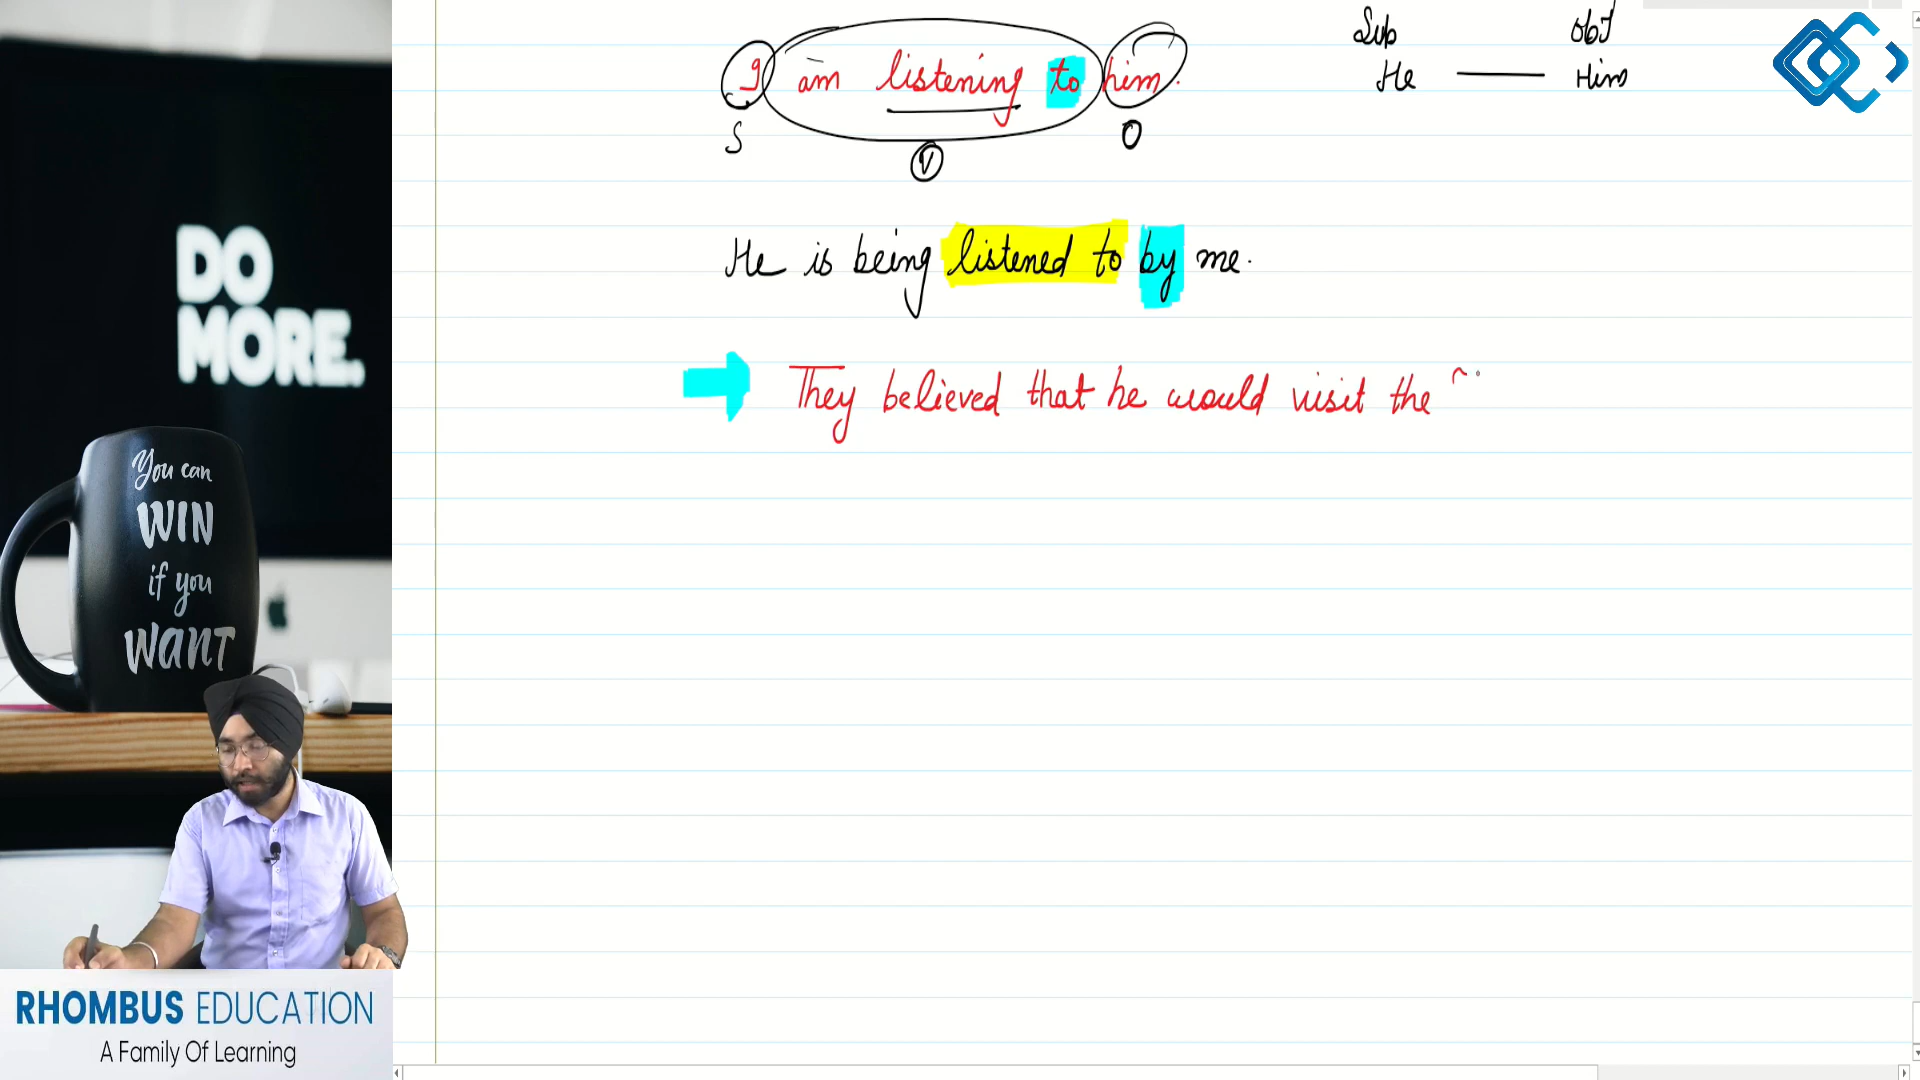 I am listening to him.
S V O
Sub Obj
He — Him
He is being listened to by me.
They believed that he would visit the
DO
MORE.
You can
WIN
if you
WANT
RHOMBUS EDUCATION
A Family Of Learning